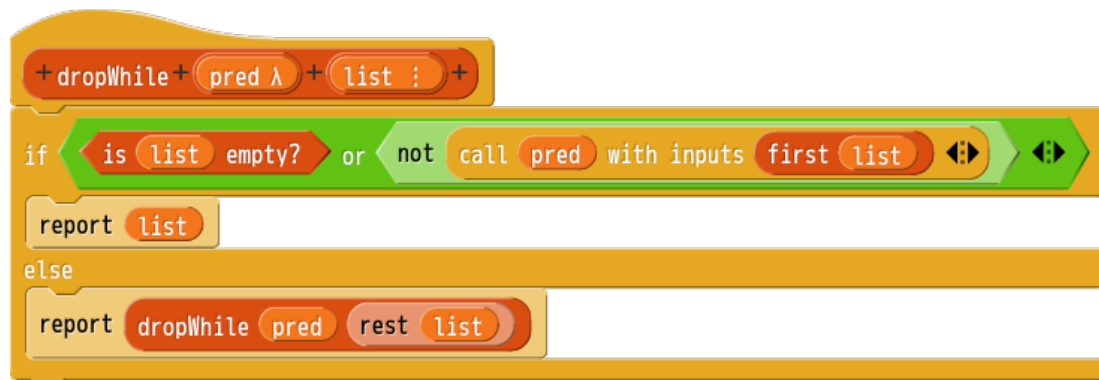 + dropWhile + pred λ + list ⋮ +
if is list empty? or not call pred with inputs first list
report list
else
report dropWhile pred rest list